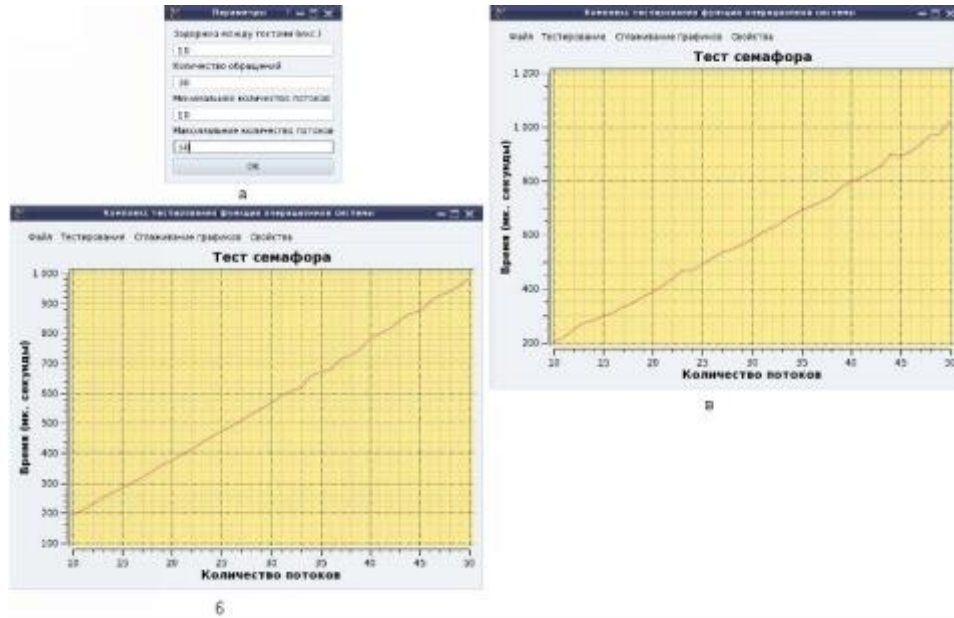 Параметры
Задержка между тестами (мкс.)
10
Количество обращений
Минимальное количество потоков
10
Максимальное количество потоков
50
OK
а
Комплекс тестирования функций операционной системы
Файл Тестирование Сглаживание графиков Свойства
Тест семафора
Время (мк. секунды)
1 000
900
800
700
600
500
400
300
200
100
10 15 20 25 30 35 40 45 50
Количество потоков
б
Комплекс тестирования функций операционной системы
Файл Тестирование Сглаживание графиков Свойства
Тест семафора
Время (мк. секунды)
1 200
1 000
800
600
400
200
10 15 20 25 30 35 40 45 50
Количество потоков
в